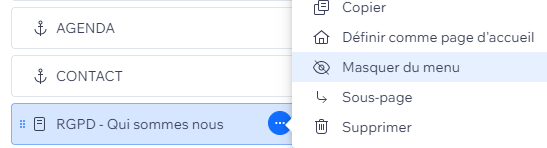 Copier
AGENDA
Définir comme page d'accueil
CONTACT
Masquer du menu
Sous-page
RGPD - Qui sommes nous
Supprimer